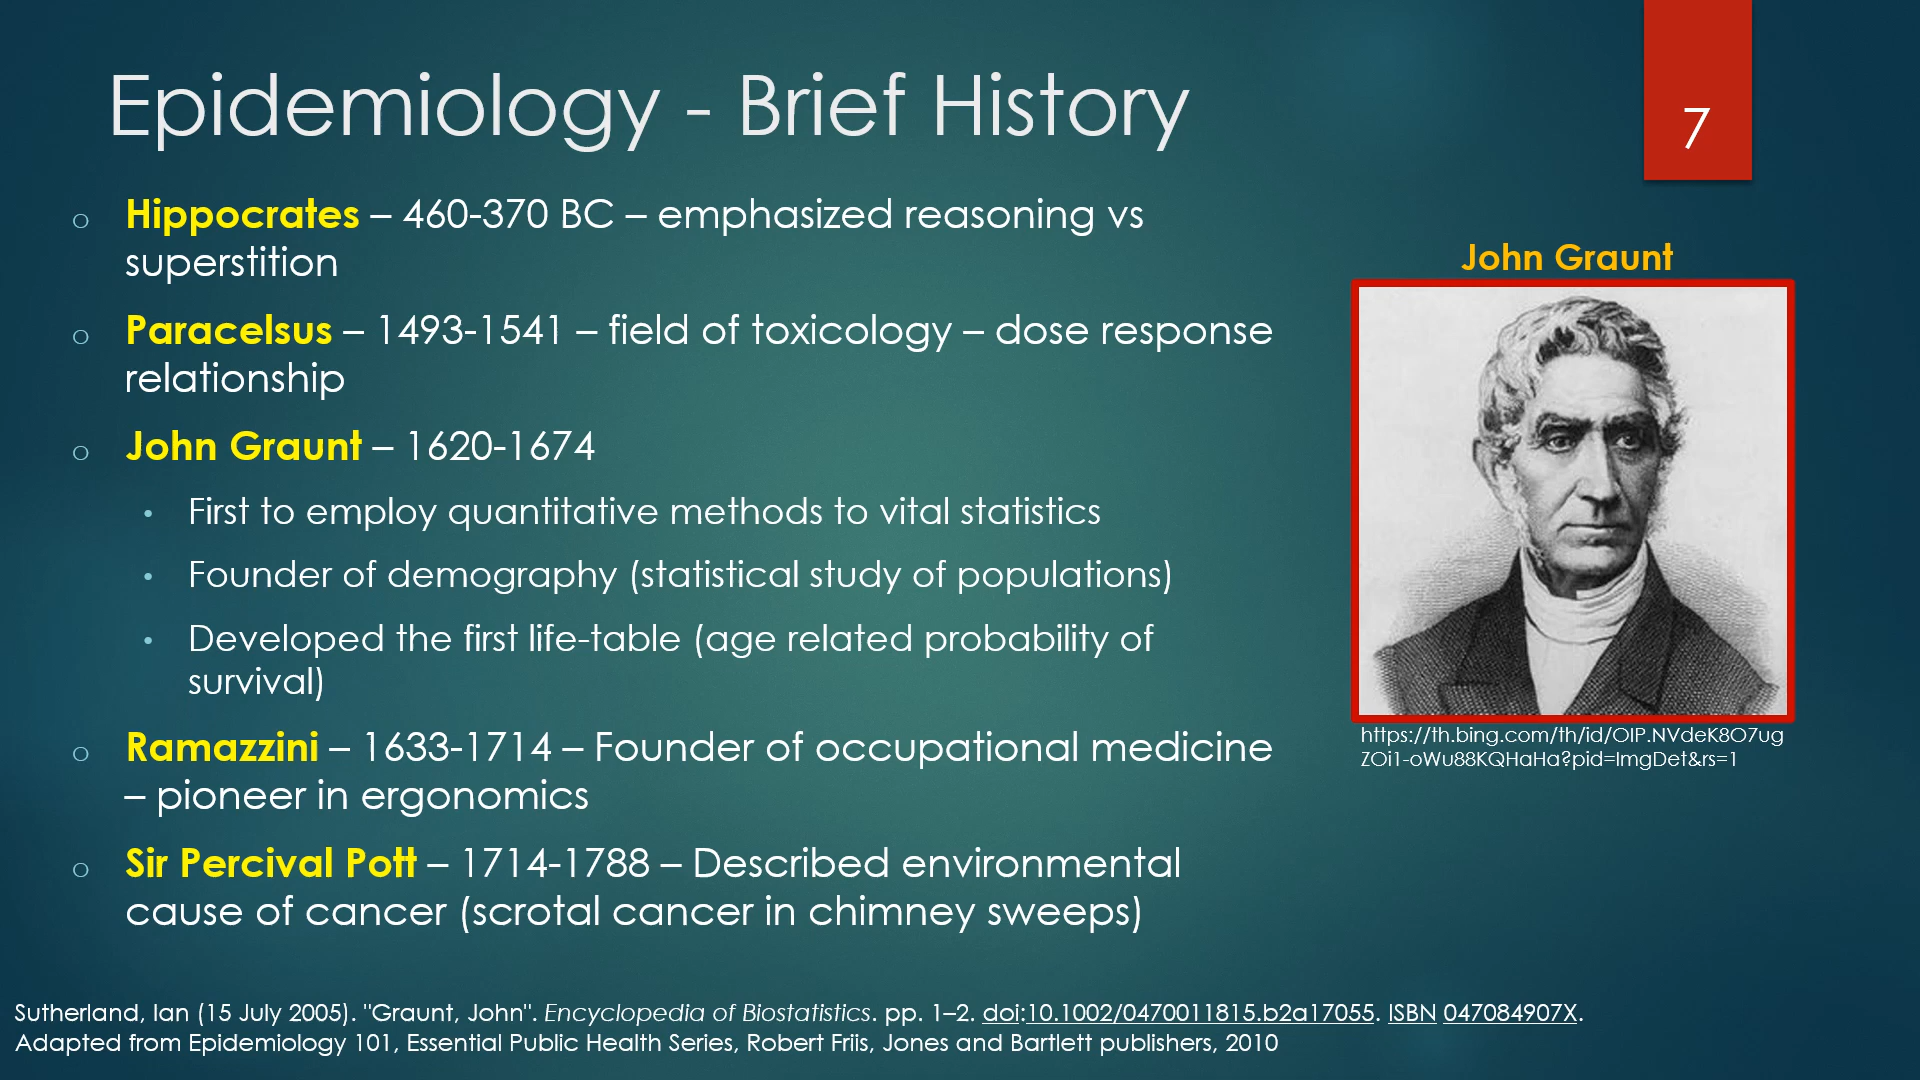 Epidemiology - Brief History
7
o Hippocrates – 460-370 BC – emphasized reasoning vs
superstition
o Paracelsus – 1493-1541 – field of toxicology – dose response
relationship
o John Graunt – 1620-1674
• First to employ quantitative methods to vital statistics
• Founder of demography (statistical study of populations)
• Developed the first life-table (age related probability of
survival)
o Ramazzini – 1633-1714 – Founder of occupational medicine
– pioneer in ergonomics
o Sir Percival Pott – 1714-1788 – Described environmental
cause of cancer (scrotal cancer in chimney sweeps)
John Graunt
https://th.bing.com/th/id/OIP.NVdeK8O7ug
ZOi1-oWu88KQHaHa?pid=ImgDet&rs=1
Sutherland, Ian (15 July 2005). "Graunt, John". Encyclopedia of Biostatistics. pp. 1–2. doi:10.1002/0470011815.b2a17055. ISBN 047084907X.
Adapted from Epidemiology 101, Essential Public Health Series, Robert Friis, Jones and Bartlett publishers, 2010